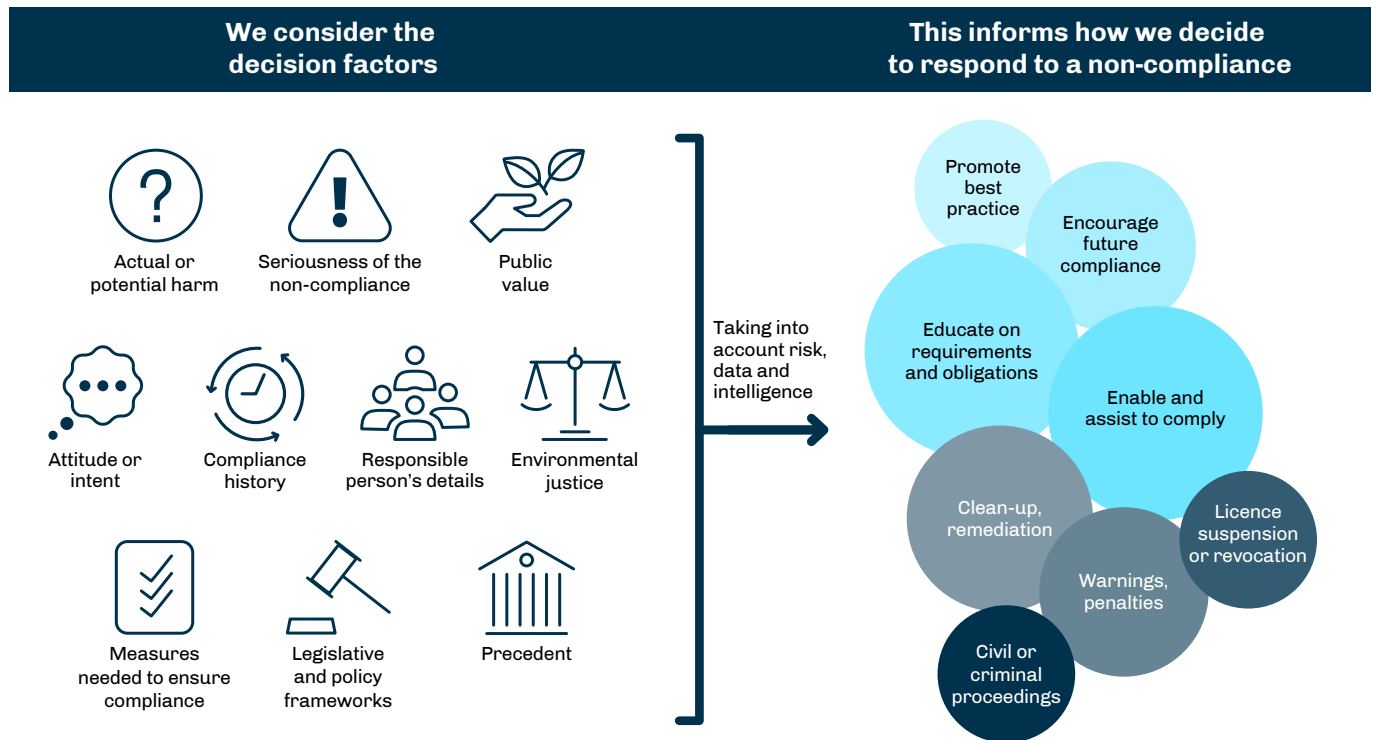 We consider the
decision factors
This informs how we decide
to respond to a non-compliance
Actual or
potential harm
Seriousness of the
non-compliance
Public
value
Attitude or
intent
Compliance
history
Responsible
person's details
Environmental
justice
Measures
needed to ensure
compliance
Legislative
and policy
frameworks
Precedent
Taking into
account risk,
data and
intelligence
Promote
best
practice
Encourage
future
compliance
Educate on
requirements
and obligations
Enable and
assist to comply
Clean-up,
remediation
Licence
suspension
or revocation
Warnings,
penalties
Civil or
criminal
proceedings